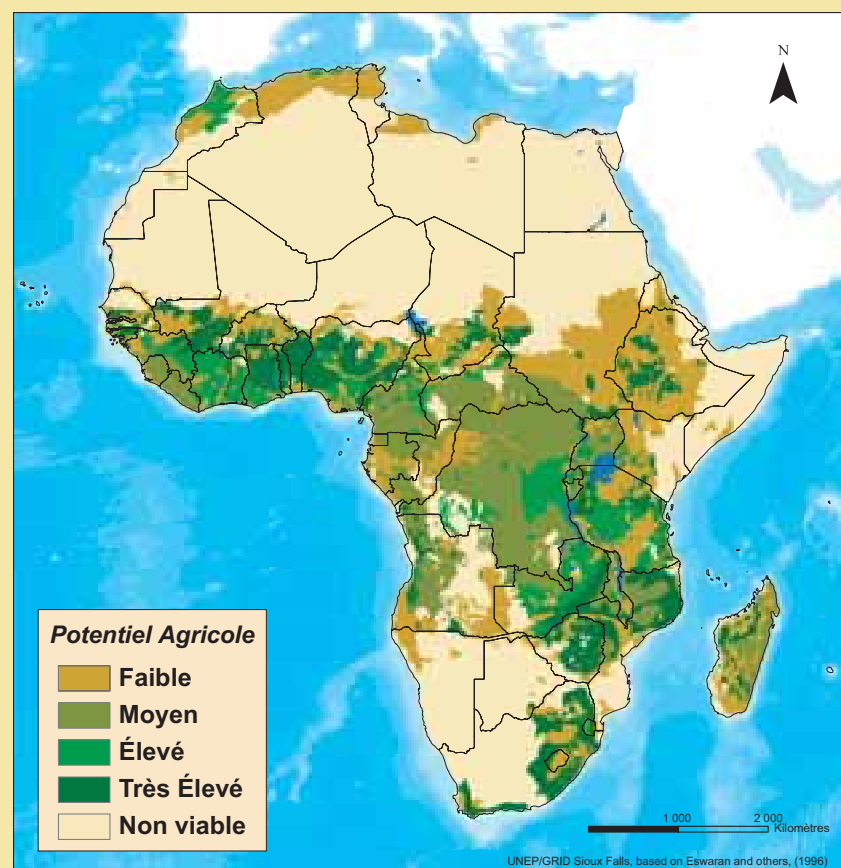 N
Potentiel Agricole
Faible
Moyen
Élevé
Très Élevé
Non viable
1 000 2 000
Kilomètres
UNEP/GRID Sioux Falls, based on Eswaran and others, (1996)